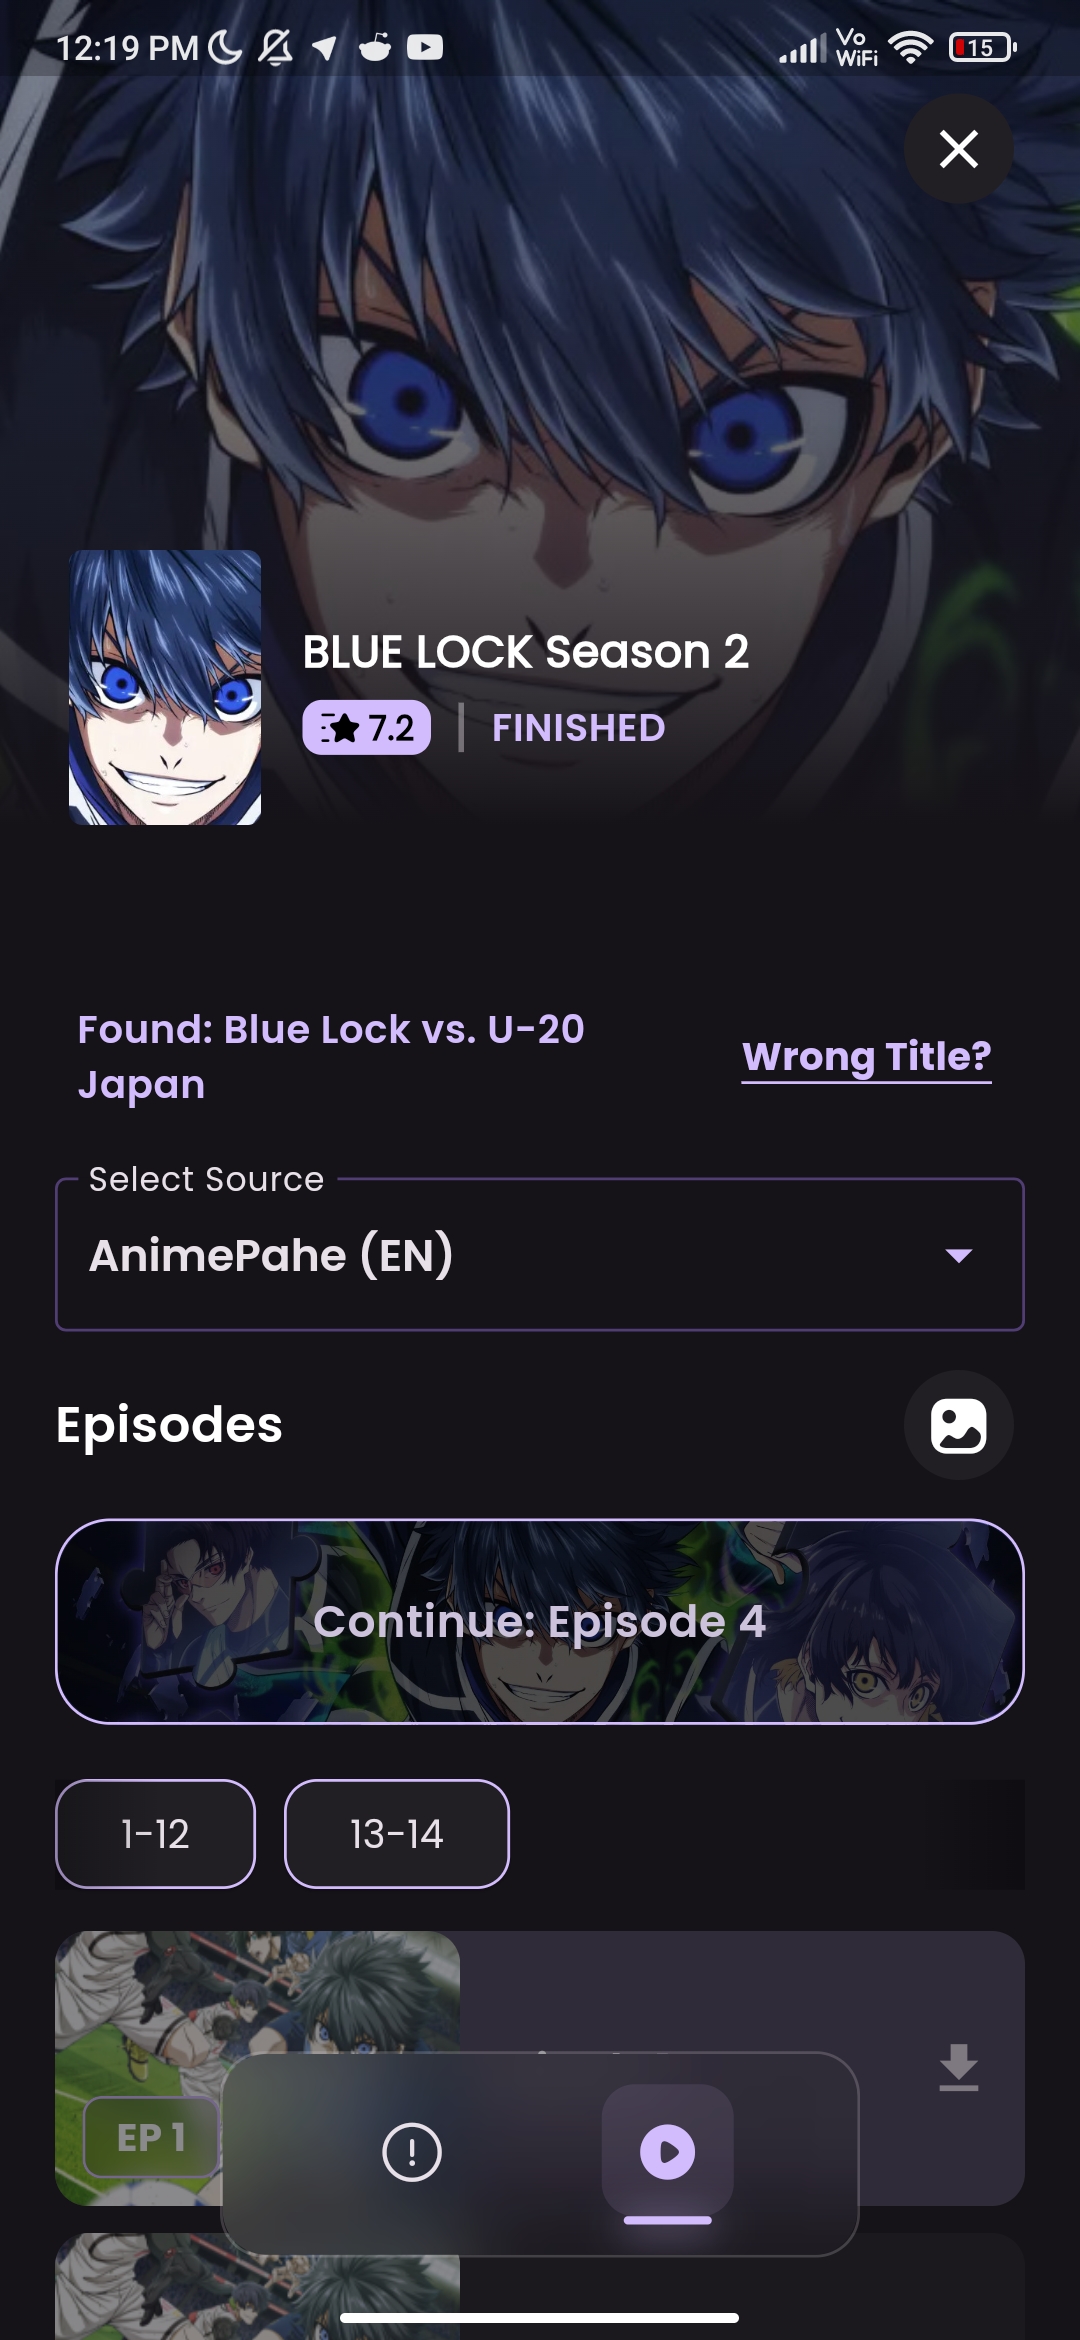 12:19 PM
Vo
WiFi
15
BLUE LOCK Season 2
7.2
FINISHED
Found: Blue Lock vs. U-20
Japan
Wrong Title?
Select Source
AnimePahe (EN)
Episodes
Continue: Episode 4
1-12
13-14
EP 1